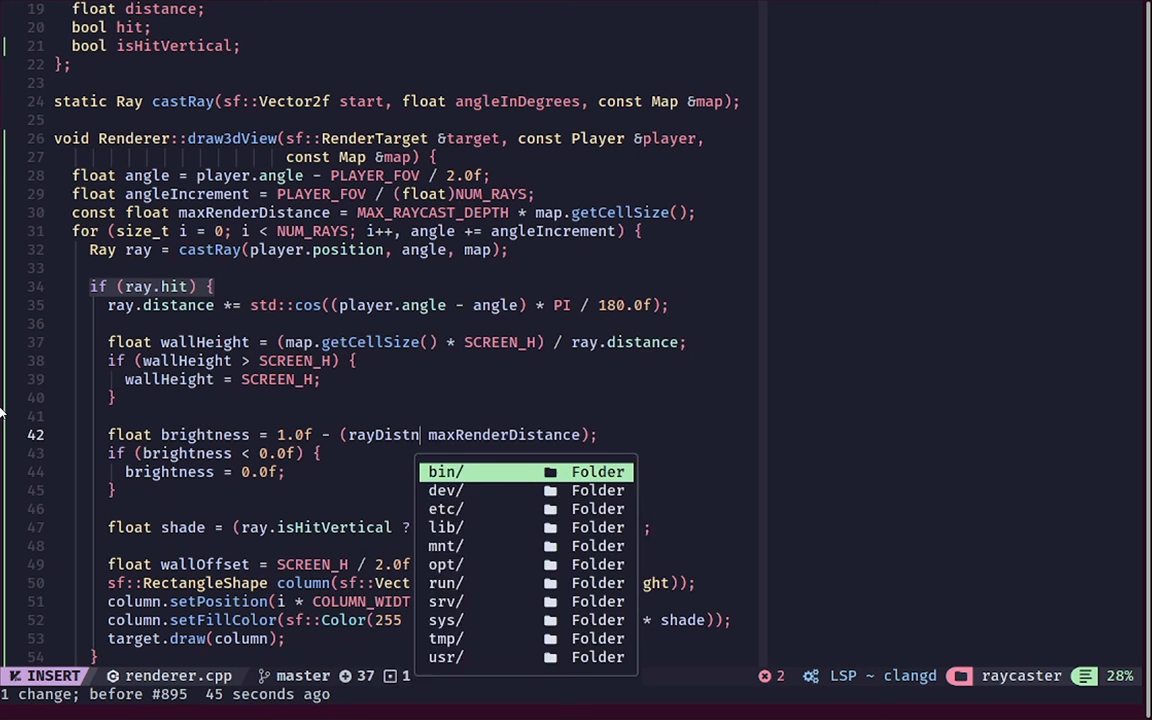 19 float distance;
20 bool hit;
21 bool isHitVertical;
22 };
23
24 static Ray castRay(sf::Vector2f start, float angleInDegrees, const Map &map);
25
26 void Renderer::draw3dView(sf::RenderTarget &target, const Player &player,
27 const Map &map) {
28 float angle = player.angle - PLAYER_FOV / 2.0f;
29 float angleIncrement = PLAYER_FOV / (float)NUM_RAYS;
30 const float maxRenderDistance = MAX_RAYCAST_DEPTH * map.getCellSize();
31 for (size_t i = 0; i < NUM_RAYS; i++, angle += angleIncrement) {
32 Ray ray = castRay(player.position, angle, map);
33
34 if (ray.hit) {
35 ray.distance *= std::cos((player.angle - angle) * PI / 180.0f);
36
37 float wallHeight = (map.getCellSize() * SCREEN_H) / ray.distance;
38 if (wallHeight > SCREEN_H) {
39 wallHeight = SCREEN_H;
40 }
41
42 float brightness = 1.0f - (rayDistn maxRenderDistance);
43 if (brightness < 0.0f) {
44 brightness = 0.0f;
45 }
46
47 float shade = (ray.isHitVertical ? ;
48
49 float wallOffset = SCREEN_H / 2.0f
50 sf::RectangleShape column(sf::Vect ght));
51 column.setPosition(i * COLUMN_WIDT
52 column.setFillColor(sf::Color(255 * shade));
53 target.draw(column);
54 }
bin/ Folder
dev/ Folder
etc/ Folder
lib/ Folder
mnt/ Folder
opt/ Folder
run/ Folder
srv/ Folder
sys/ Folder
tmp/ Folder
usr/ Folder
INSERT renderer.cpp master 37 1 2 LSP ~ clangd raycaster 28%
1 change; before #895 45 seconds ago